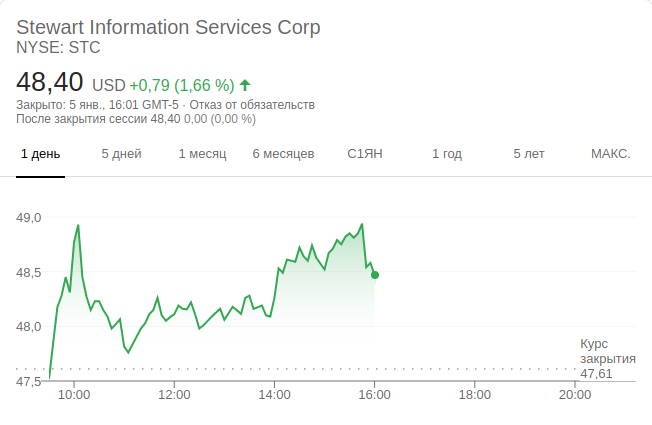 Stewart Information Services Corp
NYSE: STC
48,40 USD +0,79 (1,66 %)
Закрыто: 5 янв., 16:01 GMT-5 · Отказ от обязательств
После закрытия сессии 48,40 0,00 (0,00 %)
1 день 5 дней 1 месяц 6 месяцев С1ЯН 1 год 5 лет МАКС.
49,0
48,5
48,0
Курс
закрытия
47,61
47,5
10:00 12:00 14:00 16:00 18:00 20:00